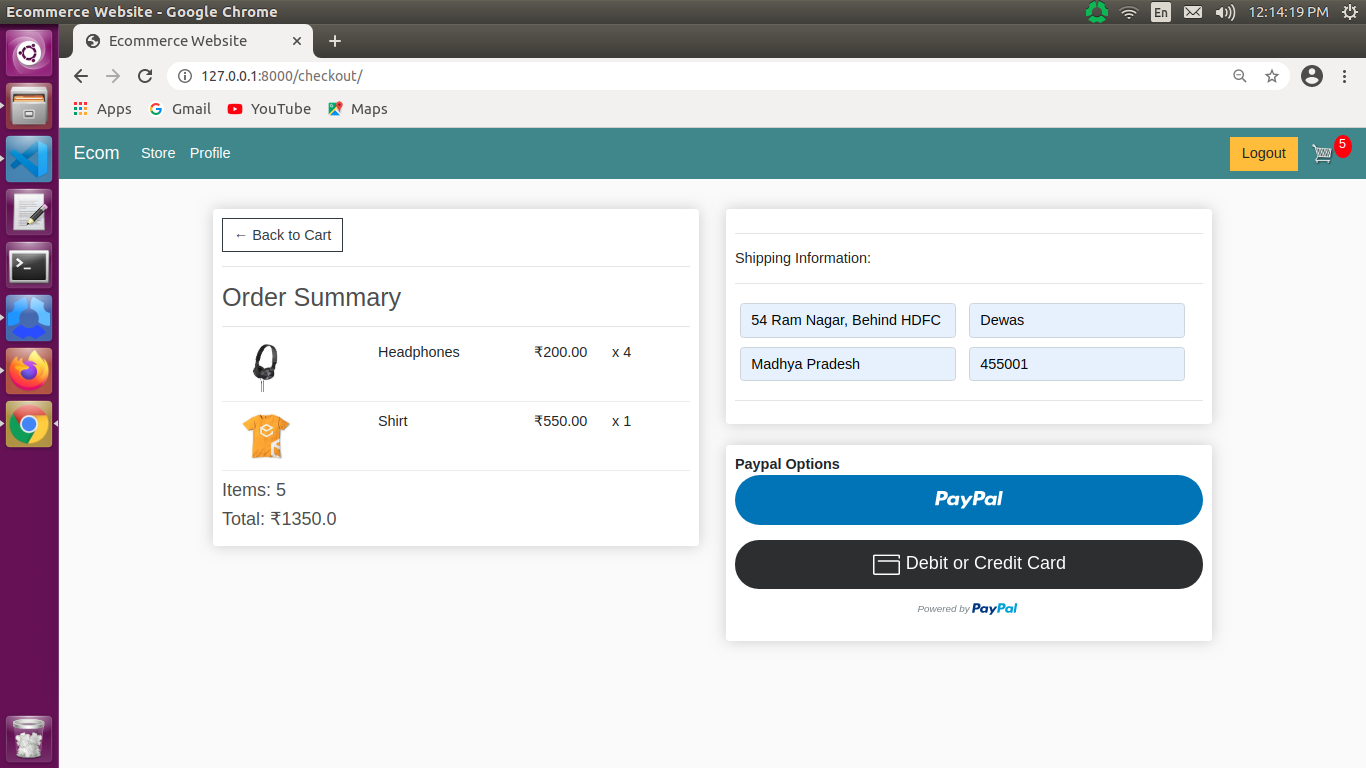 Ecommerce Website - Google Chrome
En
12:14:19 PM
Ecommerce Website
127.0.0.1:8000/checkout/
Apps
Gmail
YouTube
Maps
Ecom
Store
Profile
Logout
5
← Back to Cart
Order Summary
Headphones ₹200.00 x 4
Shirt ₹550.00 x 1
Items: 5
Total: ₹1350.0
Shipping Information:
54 Ram Nagar, Behind HDFC
Dewas
Madhya Pradesh
455001
Paypal Options
PayPal
Debit or Credit Card
Powered by PayPal